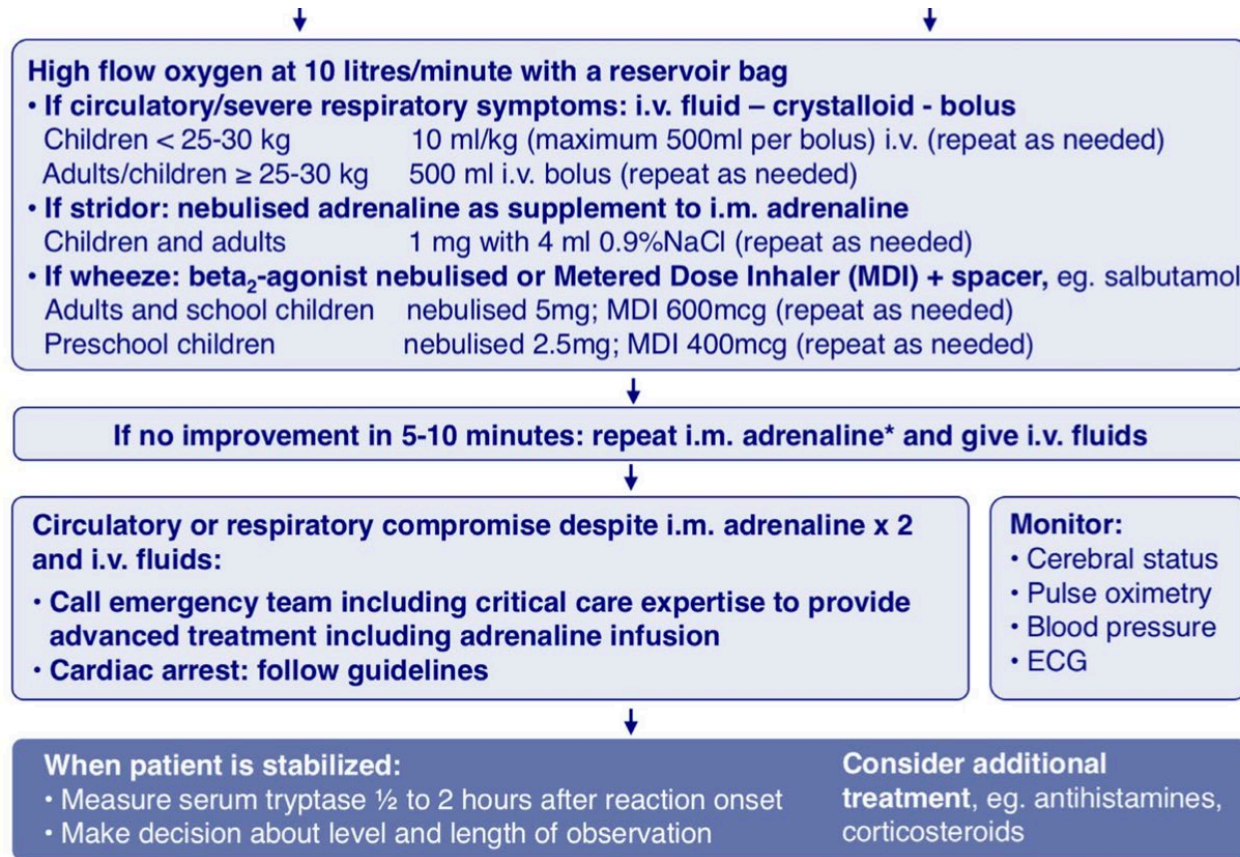 High flow oxygen at 10 litres/minute with a reservoir bag
• If circulatory/severe respiratory symptoms: i.v. fluid – crystalloid - bolus
Children < 25-30 kg 10 ml/kg (maximum 500ml per bolus) i.v. (repeat as needed)
Adults/children ≥ 25-30 kg 500 ml i.v. bolus (repeat as needed)
• If stridor: nebulised adrenaline as supplement to i.m. adrenaline
Children and adults 1 mg with 4 ml 0.9%NaCl (repeat as needed)
• If wheeze: beta₂-agonist nebulised or Metered Dose Inhaler (MDI) + spacer, eg. salbutamol
Adults and school children nebulised 5mg; MDI 600mcg (repeat as needed)
Preschool children nebulised 2.5mg; MDI 400mcg (repeat as needed)
If no improvement in 5-10 minutes: repeat i.m. adrenaline* and give i.v. fluids
Circulatory or respiratory compromise despite i.m. adrenaline x 2
and i.v. fluids:
• Call emergency team including critical care expertise to provide
advanced treatment including adrenaline infusion
• Cardiac arrest: follow guidelines
Monitor:
• Cerebral status
• Pulse oximetry
• Blood pressure
• ECG
When patient is stabilized:
• Measure serum tryptase ½ to 2 hours after reaction onset
• Make decision about level and length of observation
Consider additional
treatment, eg. antihistamines,
corticosteroids